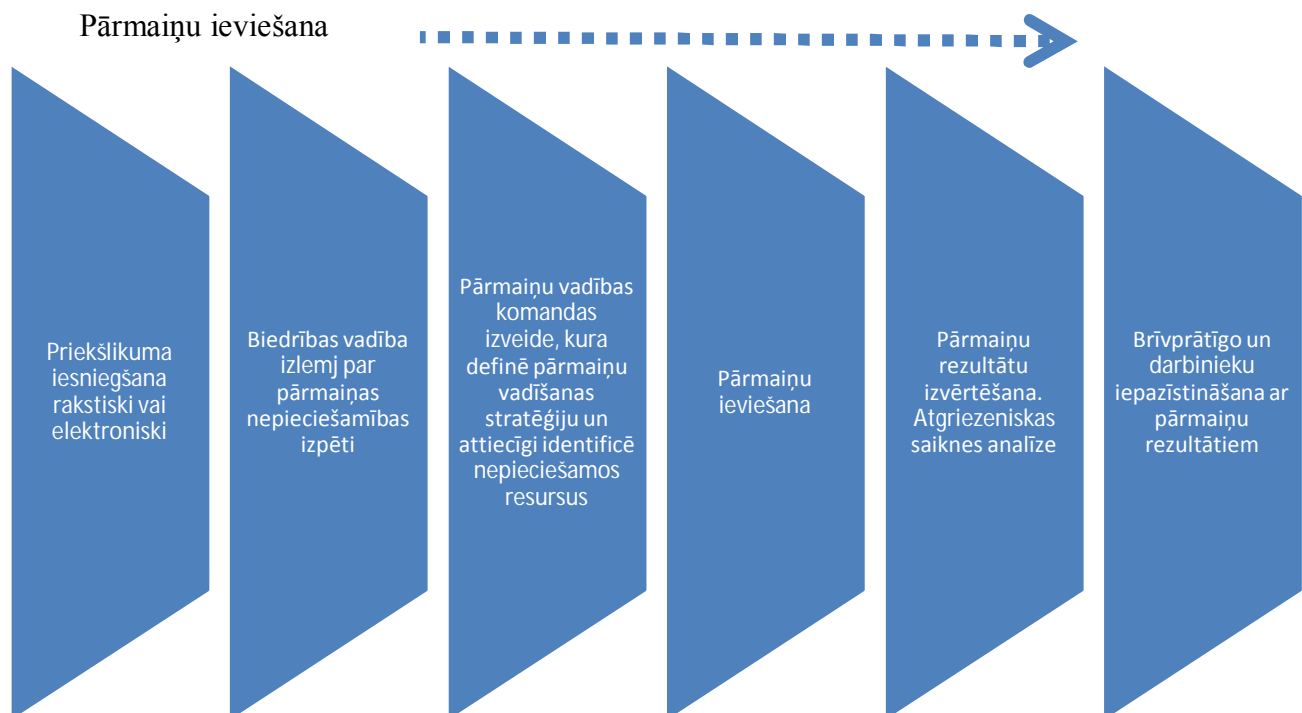 Pārmaiņu ieviešana
Priekšlikuma
iesniegšana
rakstiski vai
elektroniski
Biedrības vadība
izlemj par
pārmaiņas
nepieciešamības
izpēti
Pārmaiņu vadības
komandas
izveide, kura
definē pārmaiņu
vadīšanas
stratēģiju un
attiecīgi identificē
nepieciešamos
resursus
Pārmaiņu
ieviešana
Pārmaiņu
rezultātu
izvērtēšana.
Atgriezeniskas
saiknes analīze
Brīvprātīgo un
darbinieku
iepazīstināšana ar
pārmaiņu
rezultātiem